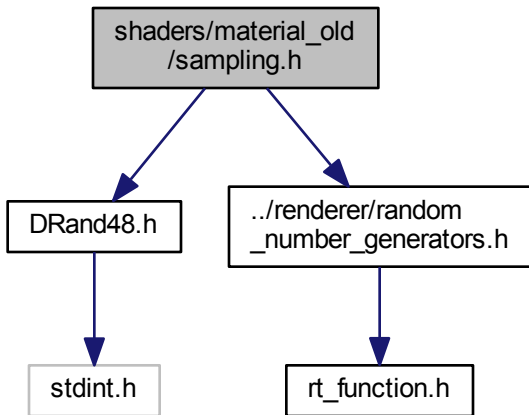 shaders/material_old
/sampling.h
DRand48.h
../renderer/random
_number_generators.h
stdint.h
rt_function.h